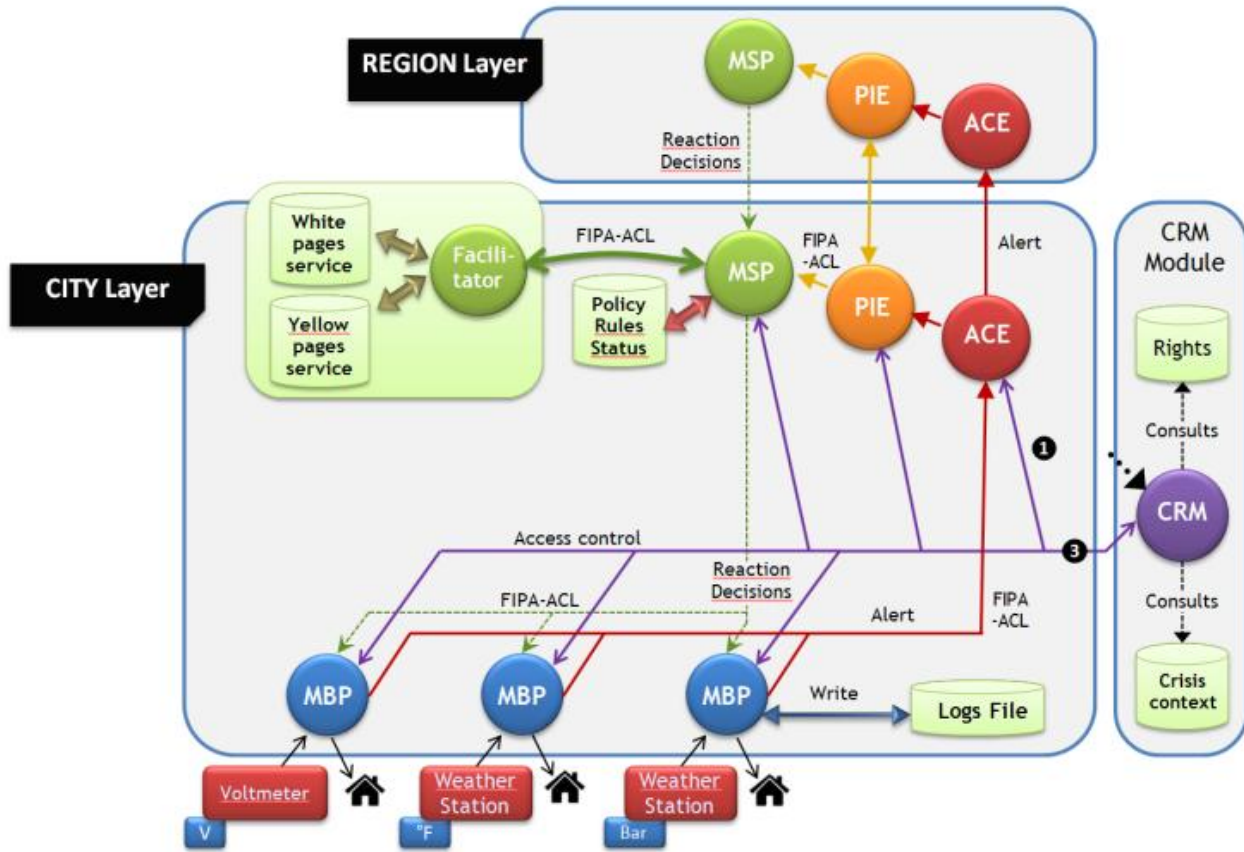 REGION Layer
MSP
PIE
ACE
Reaction
Decisions
White
pages
service
Facili-
tator
FIPA-ACL
MSP
FIPA
-ACL
PIE
Alert
ACE
CRM
Module
CITY Layer
Yellow
pages
service
Policy
Rules
Status
Rights
Consults
1
CRM
Access control
3
Reaction
Decisions
FIPA-ACL
Alert
FIPA
-ACL
Consults
MBP
MBP
MBP
Write
Logs File
Crisis
context
Voltmeter
Weather
Station
Weather
Station
V
°F
Bar